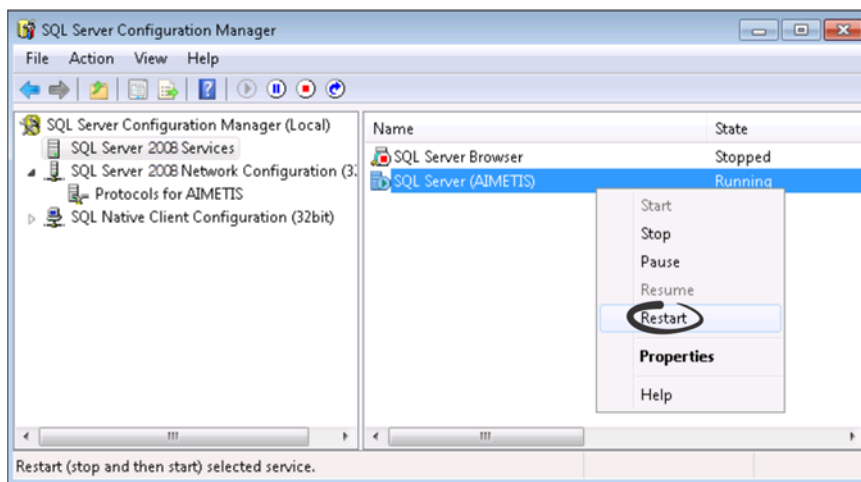 SQL Server Configuration Manager
File Action View Help
SQL Server Configuration Manager (Local)
SQL Server 2008 Services
SQL Server 2008 Network Configuration (3
Protocols for AIMETIS
SQL Native Client Configuration (32bit)
Name State
SQL Server Browser Stopped
SQL Server (AIMETIS) Running
Start
Stop
Pause
Resume
Restart
Properties
Help
Restart (stop and then start) selected service.